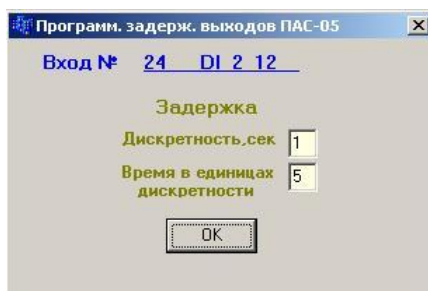 Программ. задерж. выходов ПАС-05
Вход № 24 DI 2 12
Задержка
Дискретность,сек 1
Время в единицах 5
дискретности
OK